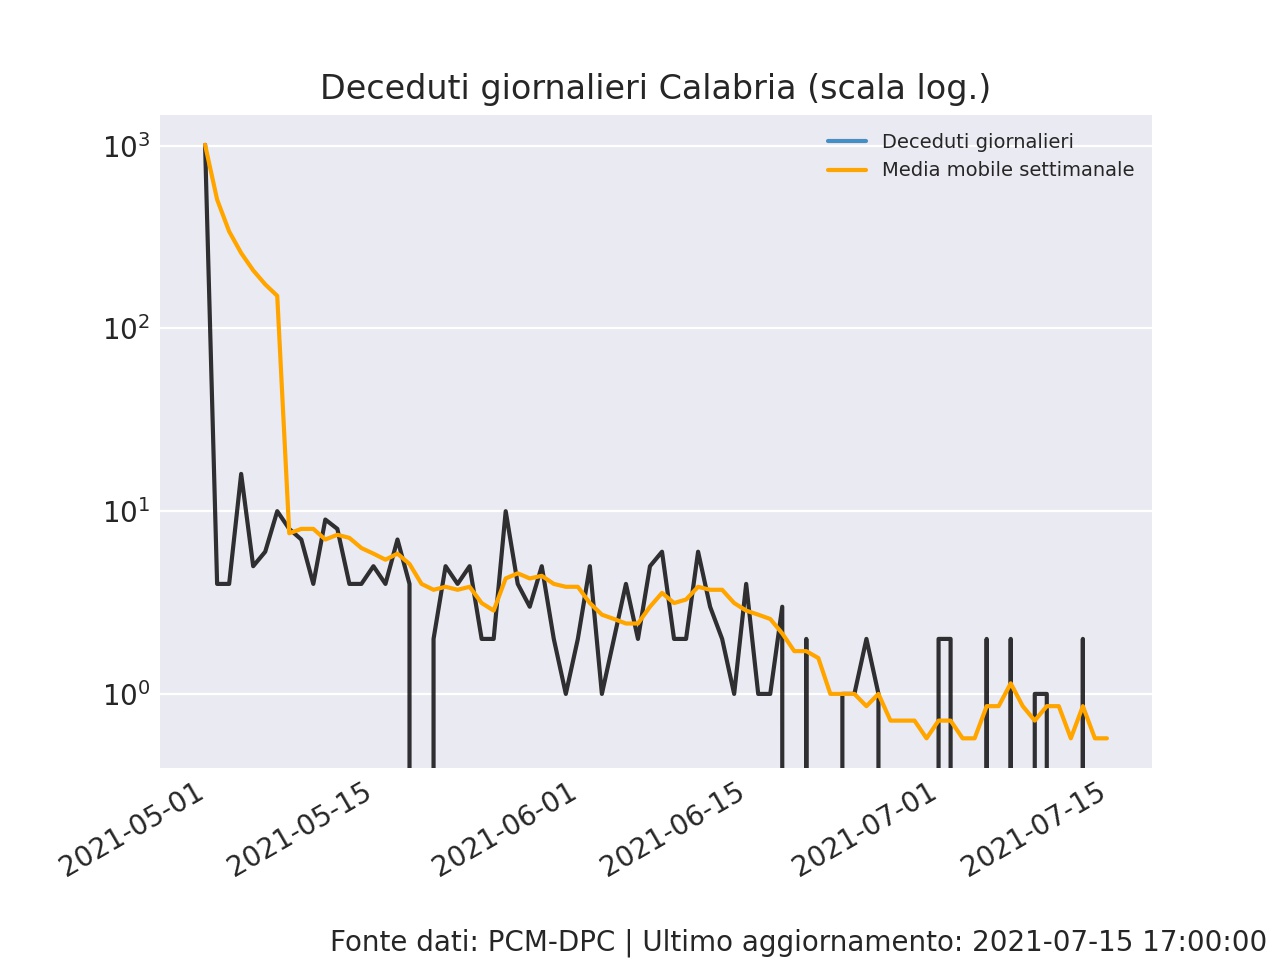 Deceduti giornalieri Calabria (scala log.)
Deceduti giornalieri
Media mobile settimanale
10³
10²
10¹
10⁰
2021-05-01
2021-05-15
2021-06-01
2021-06-15
2021-07-01
2021-07-15
Fonte dati: PCM-DPC | Ultimo aggiornamento: 2021-07-15 17:00:00